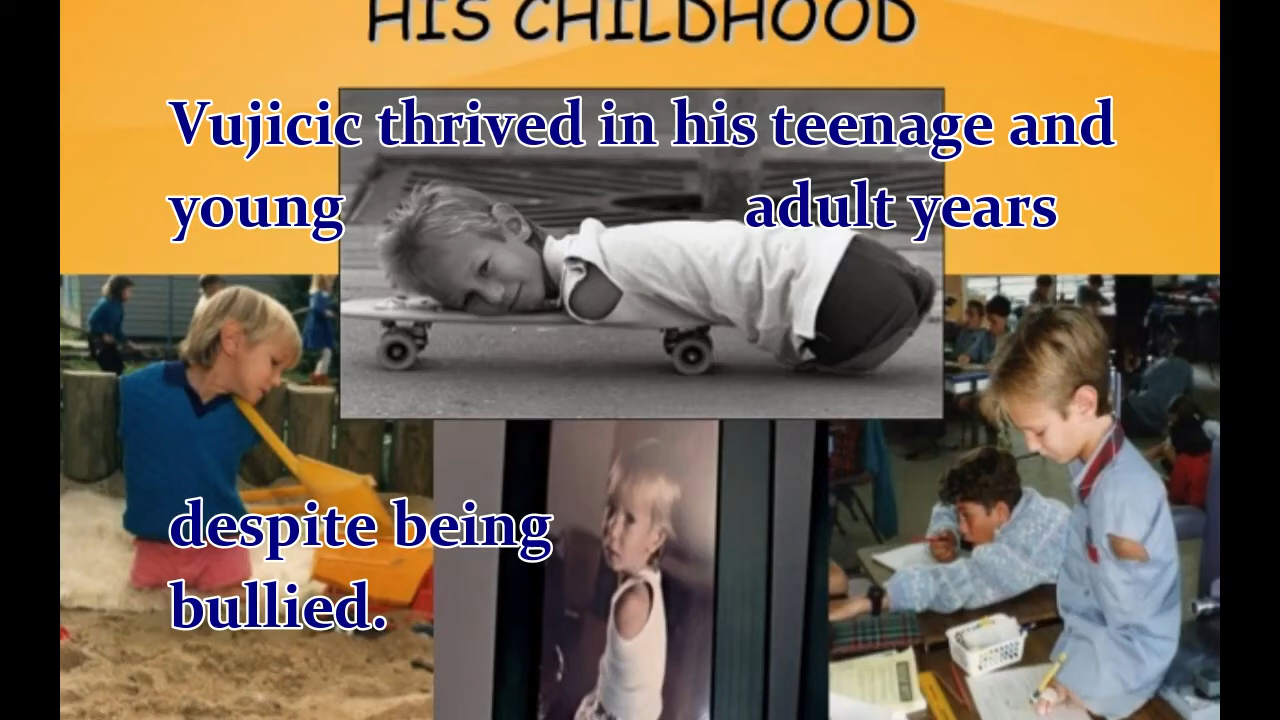 HIS CHILDHOOD
Vujicic thrived in his teenage and
young adult years
despite being
bullied.